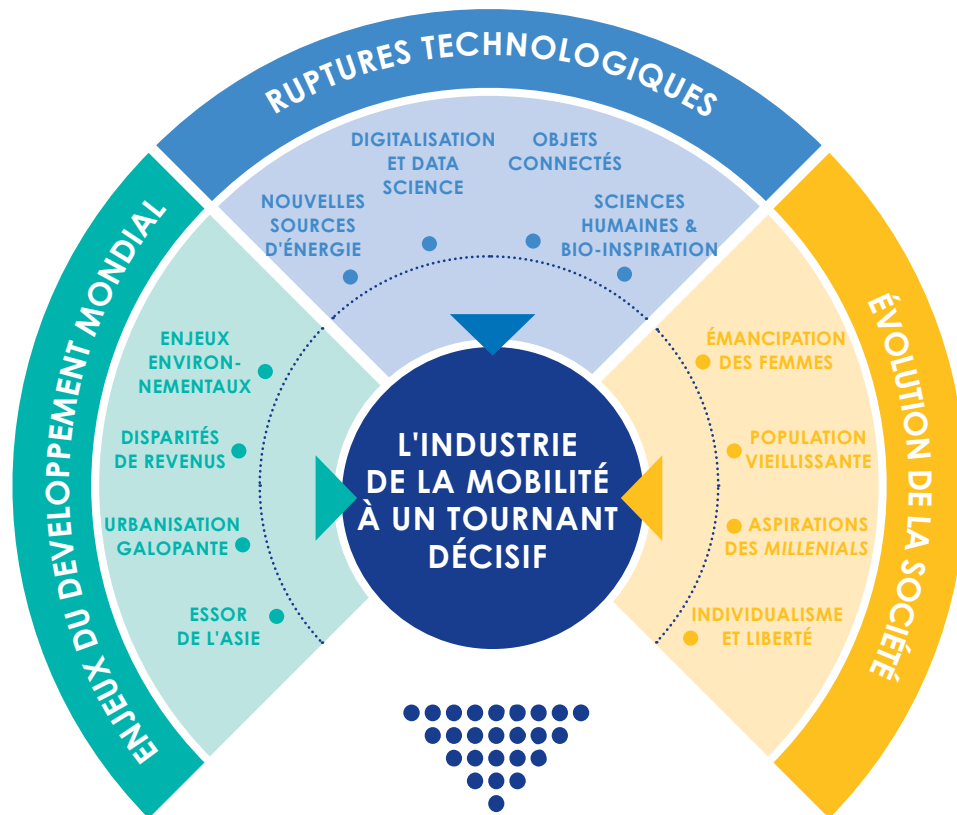 RUPTURES TECHNOLOGIQUES
DIGITALISATION
ET DATA
SCIENCE
OBJETS
CONNECTÉS
NOUVELLES
SOURCES
D'ÉNERGIE
SCIENCES
HUMAINES &
BIO-INSPIRATION
ENJEUX DU DEVELOPPEMENT MONDIAL
ENJEUX
ENVIRON-
NEMENTAUX
DISPARITÉS
DE REVENUS
URBANISATION
GALOPANTE
ESSOR
DE L'ASIE
L'INDUSTRIE
DE LA MOBILITÉ
À UN TOURNANT
DÉCISIF
ÉVOLUTION DE LA SOCIÉTÉ
ÉMANCIPATION
DES FEMMES
POPULATION
VIEILLISSANTE
ASPIRATIONS
DES MILLENIALS
INDIVIDUALISME
ET LIBERTÉ